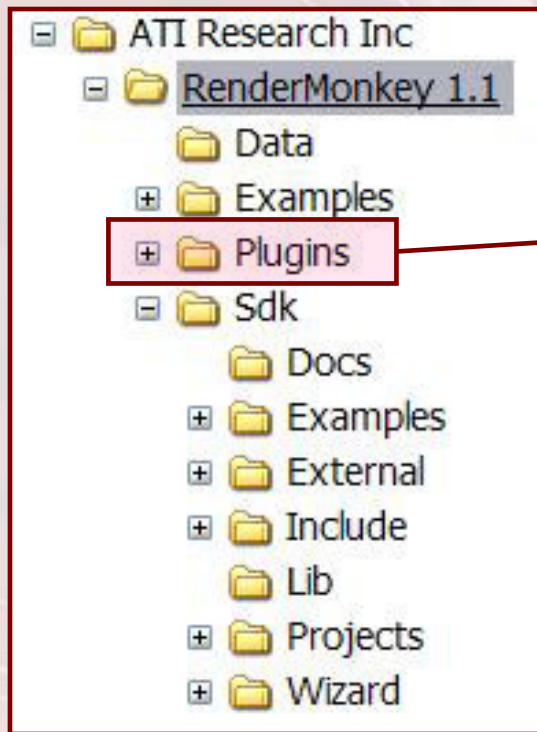 ATI Research Inc
RenderMonkey 1.1
Data
Examples
Plugins
Sdk
Docs
Examples
External
Include
Lib
Projects
Wizard